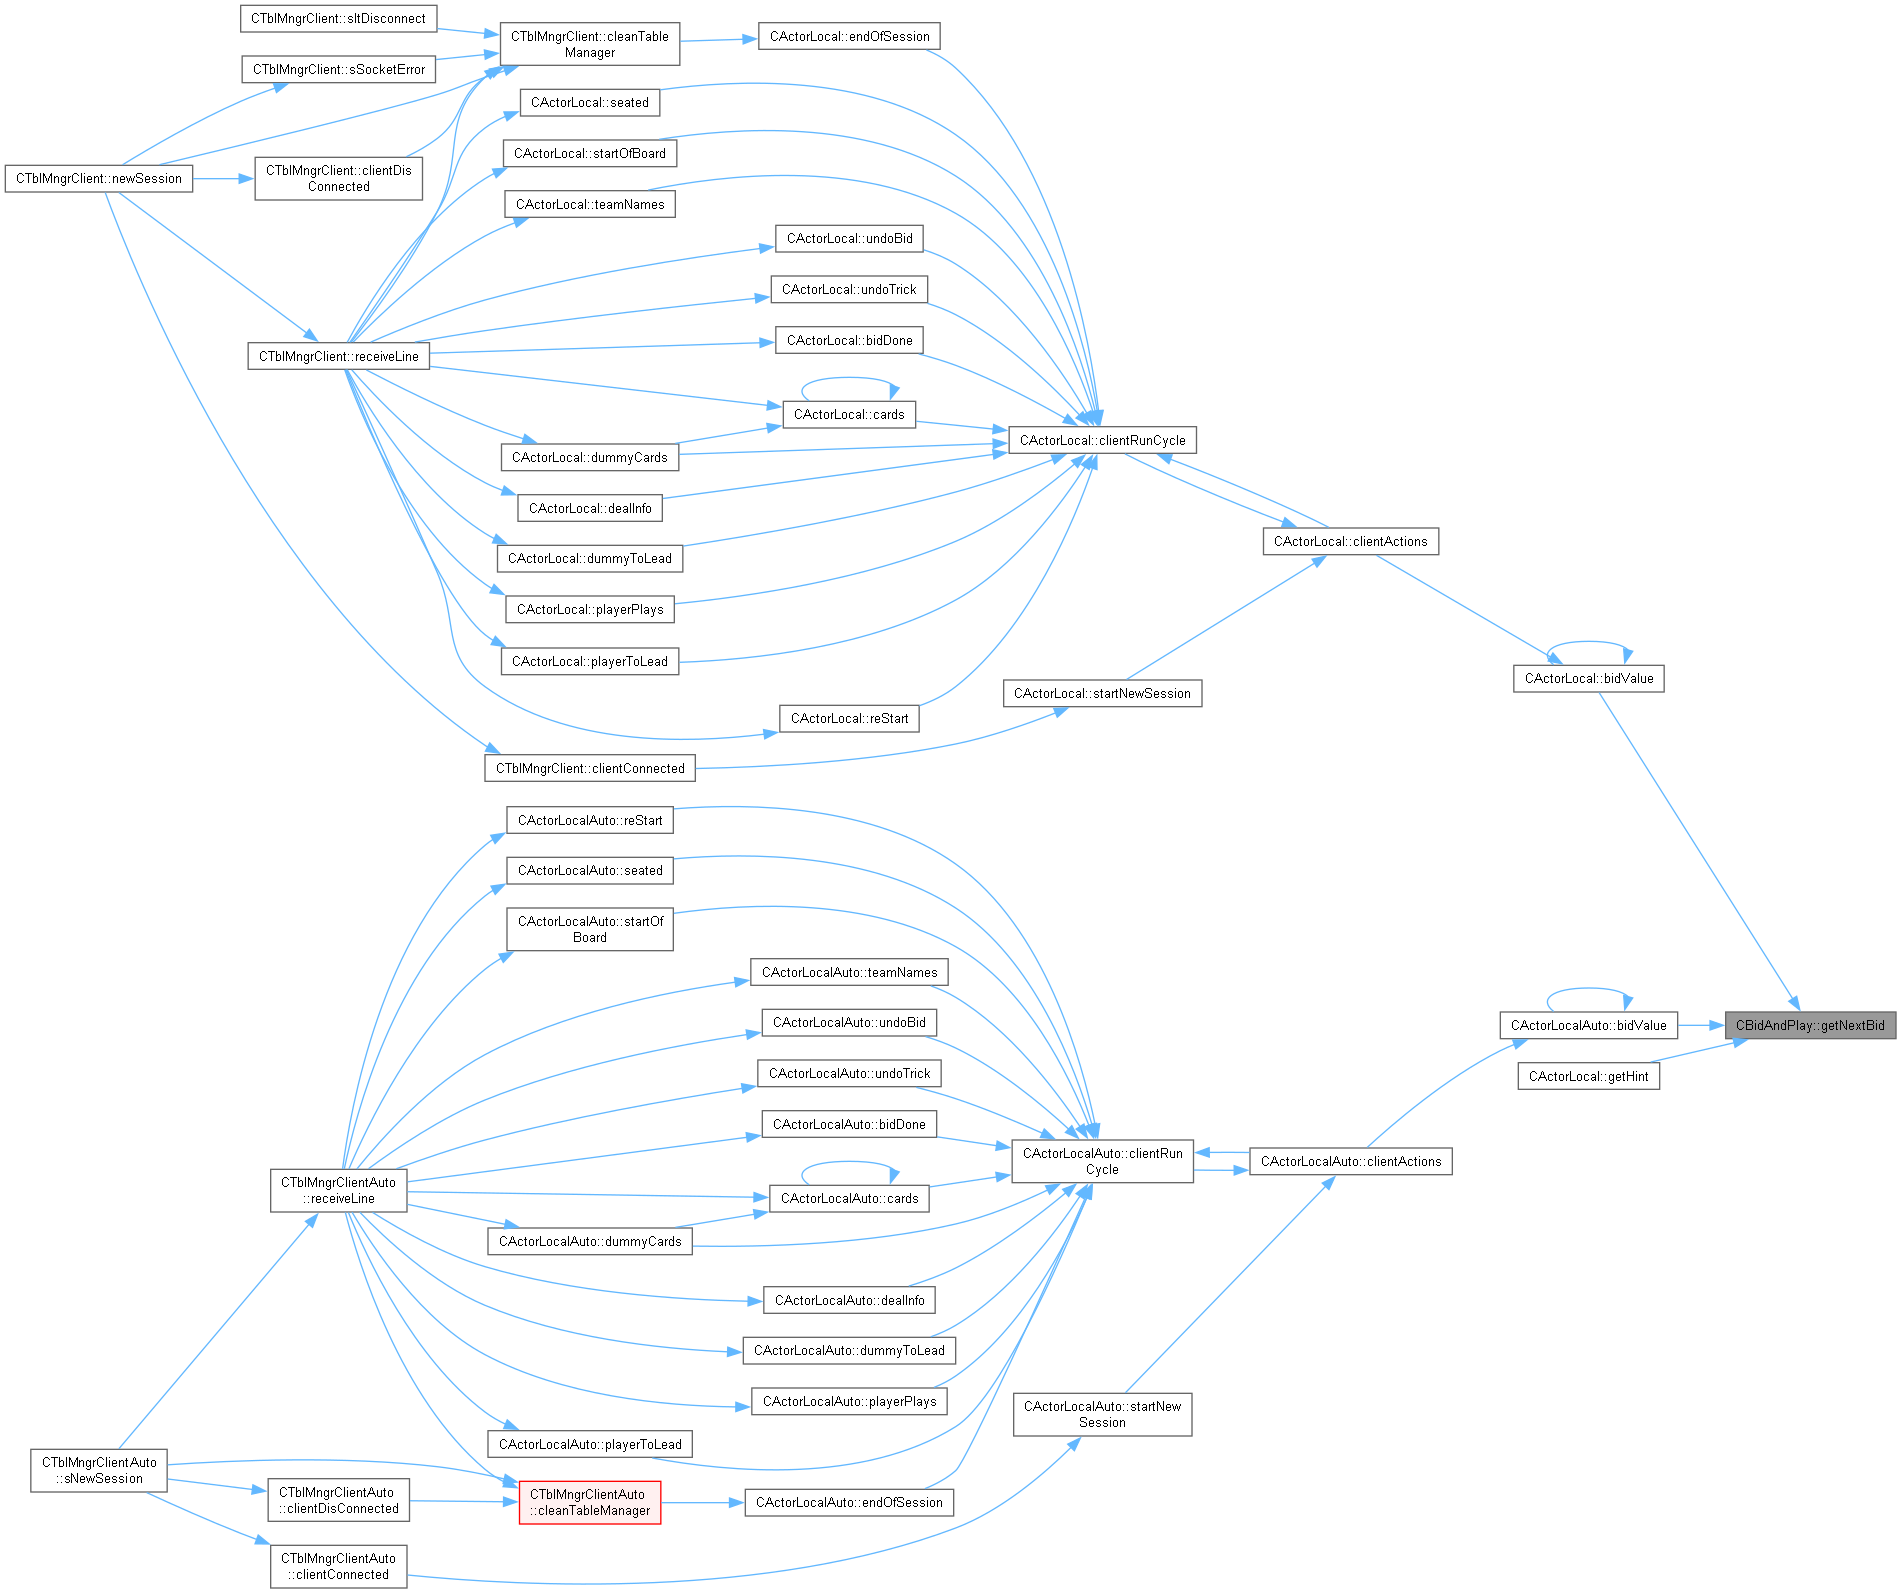 CTblMngrClient::sltDisconnect
CTblMngrClient::cleanTable
Manager
CActorLocal::endOfSession
CTblMngrClient::sSocketError
CActorLocal::seated
CActorLocal::startOfBoard
CTblMngrClient::newSession
CTblMngrClient::clientDis
Connected
CActorLocal::teamNames
CActorLocal::undoBid
CActorLocal::undoTrick
CActorLocal::bidDone
CTblMngrClient::receiveLine
CActorLocal::cards
CActorLocal::clientRunCycle
CActorLocal::dummyCards
CActorLocal::dealInfo
CActorLocal::clientActions
CActorLocal::dummyToLead
CActorLocal::playerPlays
CActorLocal::playerToLead
CActorLocal::bidValue
CActorLocal::startNewSession
CActorLocal::reStart
CTblMngrClient::clientConnected
CActorLocalAuto::reStart
CActorLocalAuto::seated
CActorLocalAuto::startOf
Board
CActorLocalAuto::teamNames
CActorLocalAuto::undoBid
CActorLocalAuto::bidValue
CBidAndPlay::getNextBid
CActorLocalAuto::undoTrick
CActorLocal::getHint
CActorLocalAuto::bidDone
CActorLocalAuto::clientRun
Cycle
CActorLocalAuto::clientActions
CTblMngrClientAuto
::receiveLine
CActorLocalAuto::cards
CActorLocalAuto::dummyCards
CActorLocalAuto::dealInfo
CActorLocalAuto::dummyToLead
CActorLocalAuto::playerPlays
CActorLocalAuto::startNew
Session
CActorLocalAuto::playerToLead
CTblMngrClientAuto
::sNewSession
CTblMngrClientAuto
::clientDisConnected
CTblMngrClientAuto
::cleanTableManager
CActorLocalAuto::endOfSession
CTblMngrClientAuto
::clientConnected